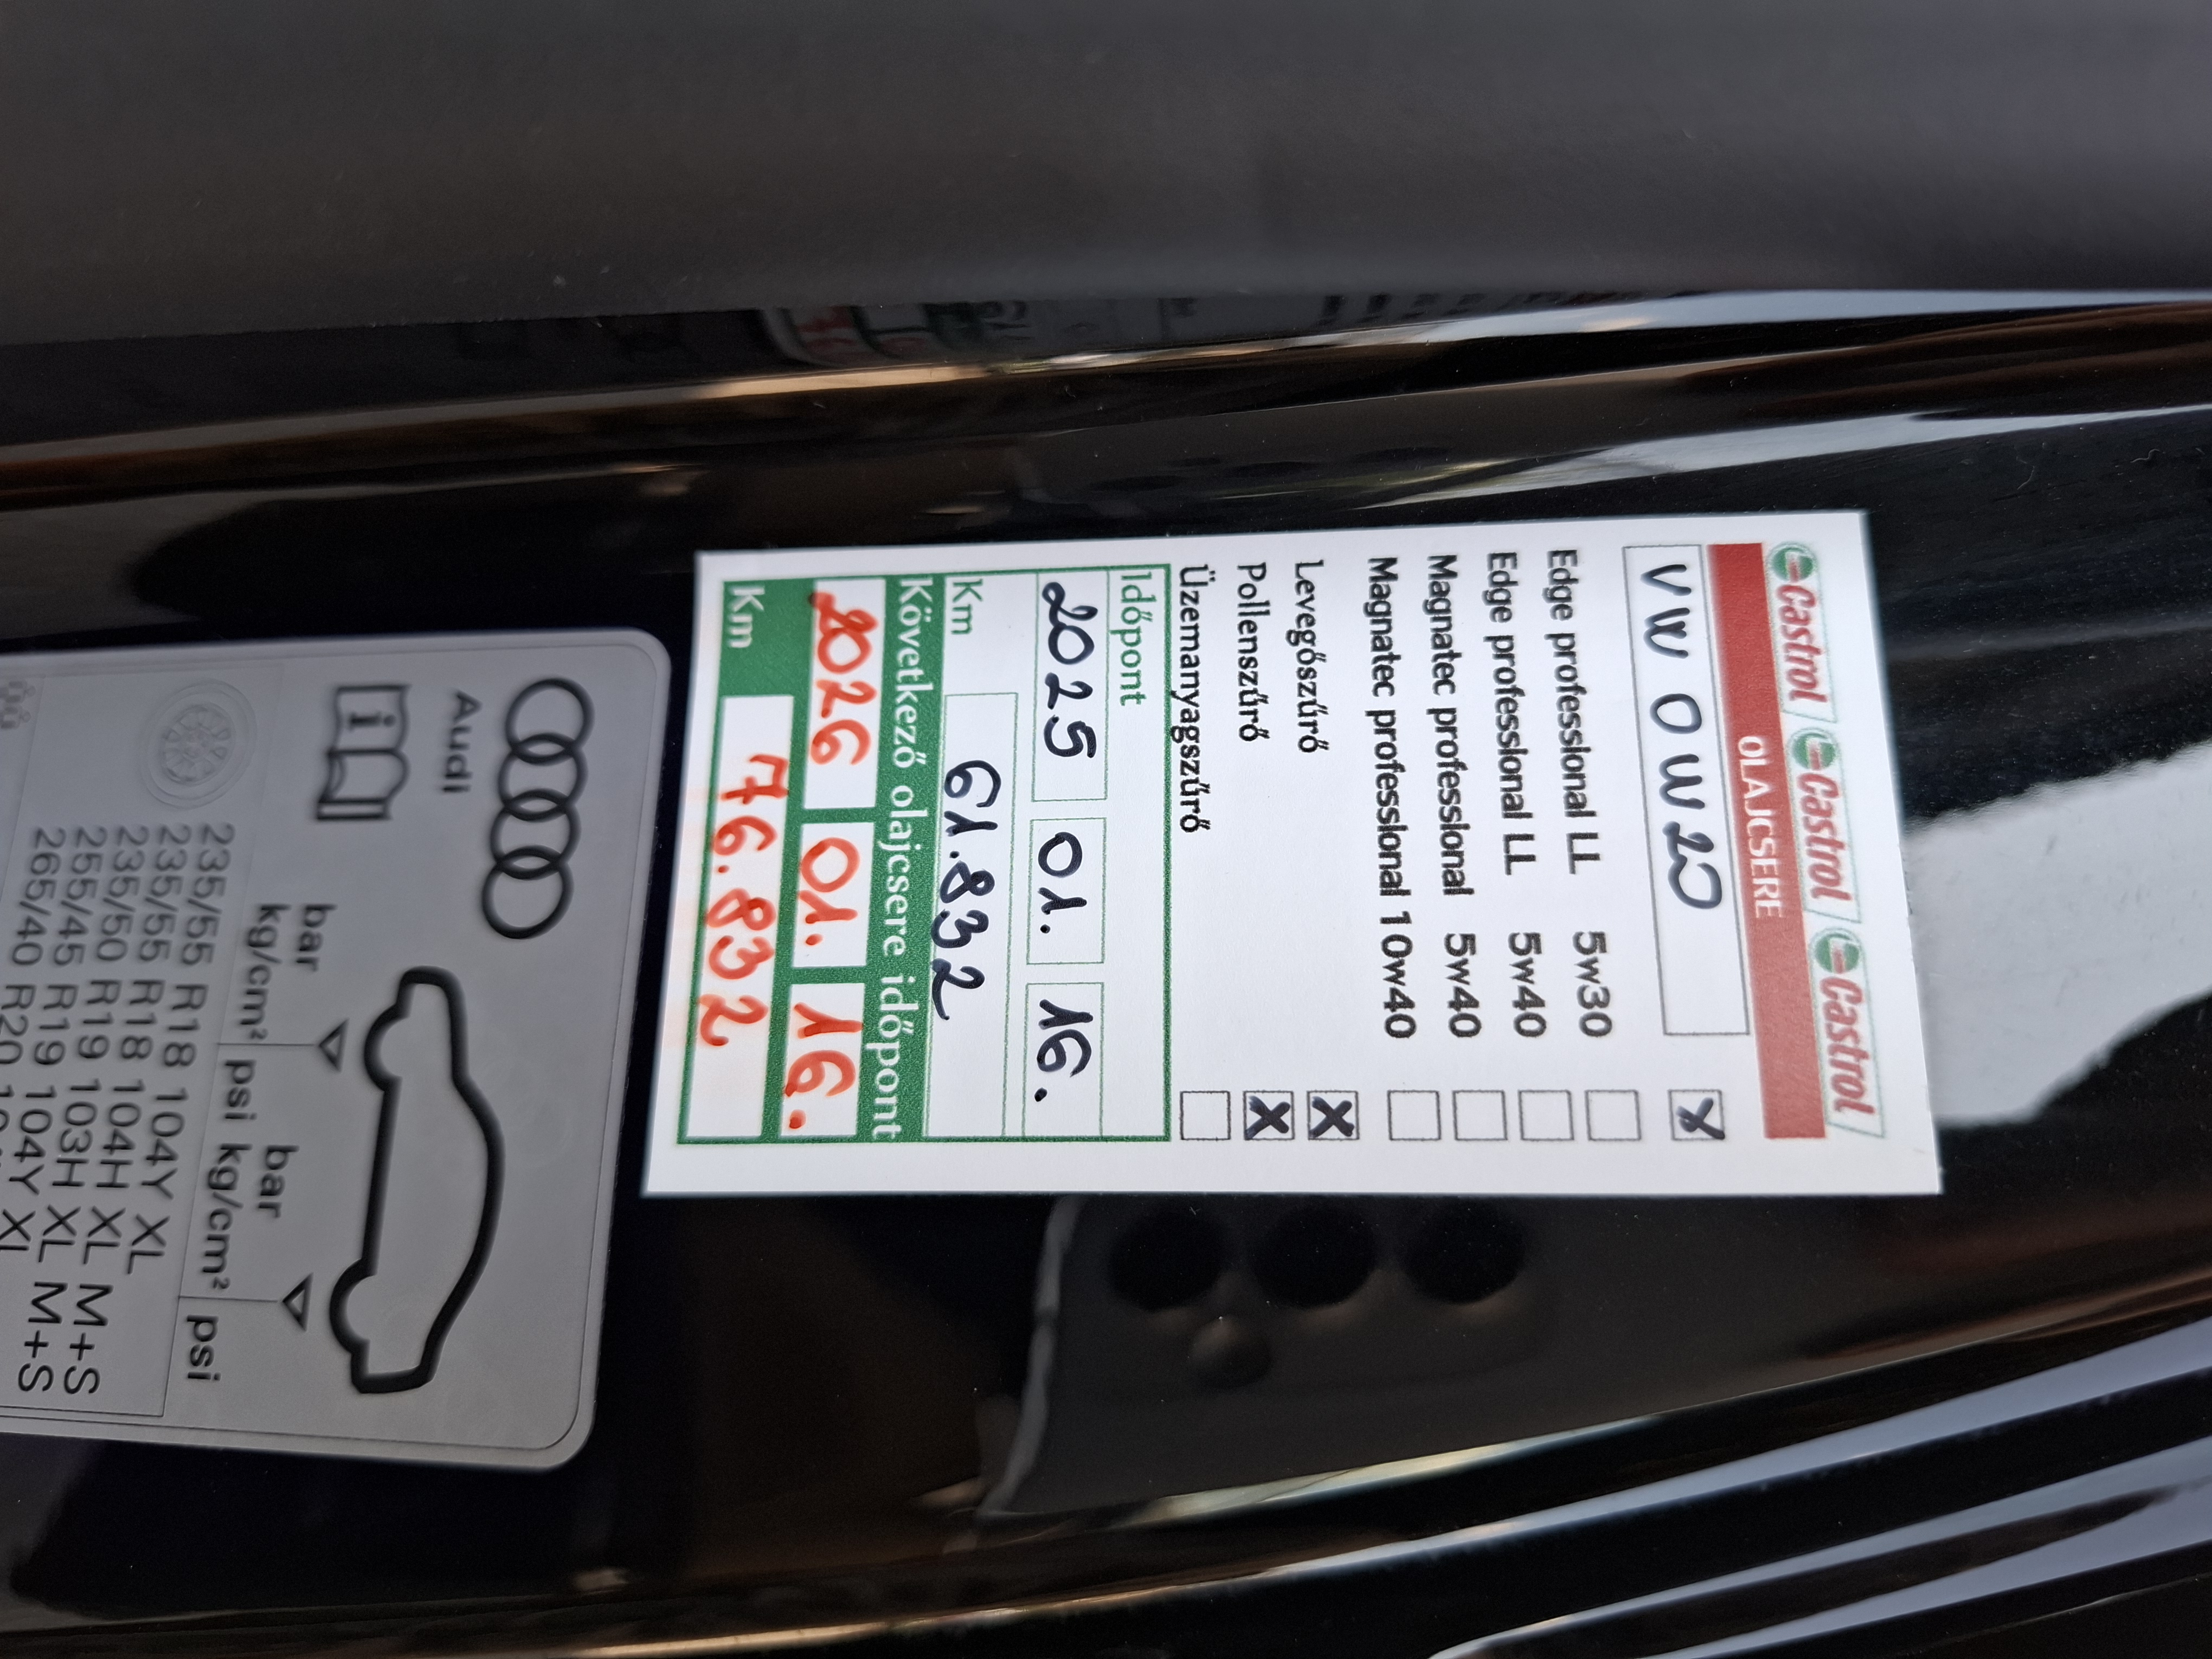 Castrol Castrol Castrol
OLAJCSERE
VW 0W20 X
Edge professional LL 5w30
Edge professional LL 5w40
Magnatec professional 5w40
Magnatec professional 10w40
Levegőszűrő X
Pollenszűrő X
Üzemanyagszűrő
Időpont
2025 01. 16.
Km 61.832
Következő olajcsere időpont
2026 01. 16.
Km 76.832
Audi
i
bar bar
kg/cm² psi kg/cm² psi
235/55 R18 104Y XL
235/55 R18 104H XL M+S
235/50 R19 103H XL M+S
255/45 R19 104Y XL
265/40 R20